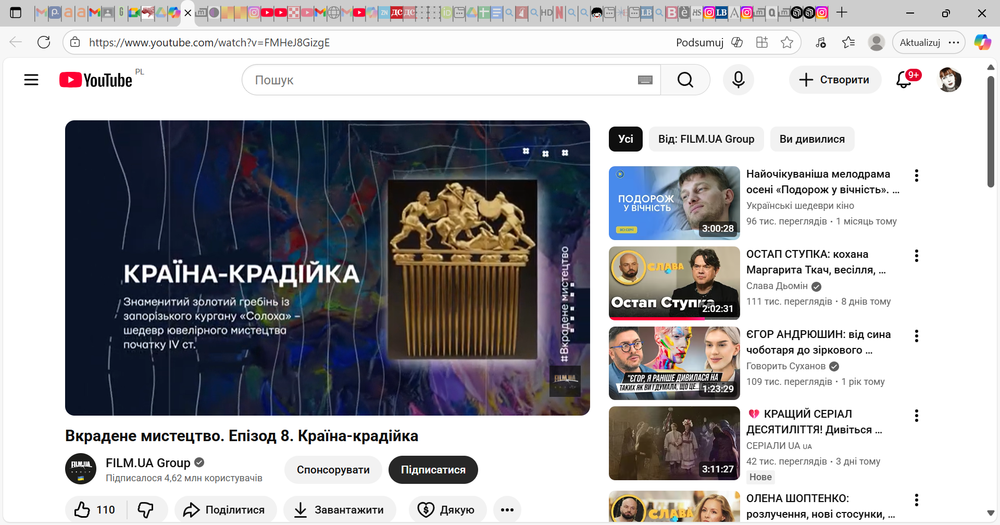 https://www.youtube.com/watch?v=FMHeJ8GizgE
Podsumuj
Aktualizuj
YouTube PL
Пошук
Створити
9+
КРАЇНА-КРАДІЙКА
Знаменитий золотий гребінь із
запорізького кургану «Солоха» –
шедевр ювелірного мистецтва
початку IV ст.
#Вкрадене мистецтво
FILM.UA
GROUP
Вкрадене мистецтво. Епізод 8. Країна-крадійка
FILM.UA Group
Підписалося 4,62 млн користувачів
Спонсорувати
Підписатися
110
Поділитися
Завантажити
Дякую
Усі
Від: FILM.UA Group
Ви дивилися
ПОДОРОЖ
У ВІЧНІСТЬ
ВСІ СЕРІЇ
3:00:28
Найочікуваніша мелодрама
осені «Подорож у вічність». ...
Українські шедеври кіно
96 тис. переглядів • 1 місяць тому
СЛАВА
Остап Ступка
2:02:31
ОСТАП СТУПКА: кохана
Маргарита Ткач, весілля, ...
Слава Дьомін
111 тис. переглядів • 8 днів тому
"ЄГОР, Я РАНІШЕ ДИВИЛАСЯ НА
ТАКИХ ЯК ВИ І ДУМАЛА, ЩО ЦЕ...
1:23:29
ЄГОР АНДРЮШИН: від сина
чоботаря до зіркового ...
Говорить Суханов
109 тис. переглядів • 1 рік тому
3:11:27
💔 КРАЩИЙ СЕРІАЛ
ДЕСЯТИЛІТТЯ! Дивіться ...
СЕРІАЛИ UA UA
42 тис. переглядів • 3 дні тому
Нове
СЛАВА
ОЛЕНА ШОПТЕНКО:
розлучення, нові стосунки, ...